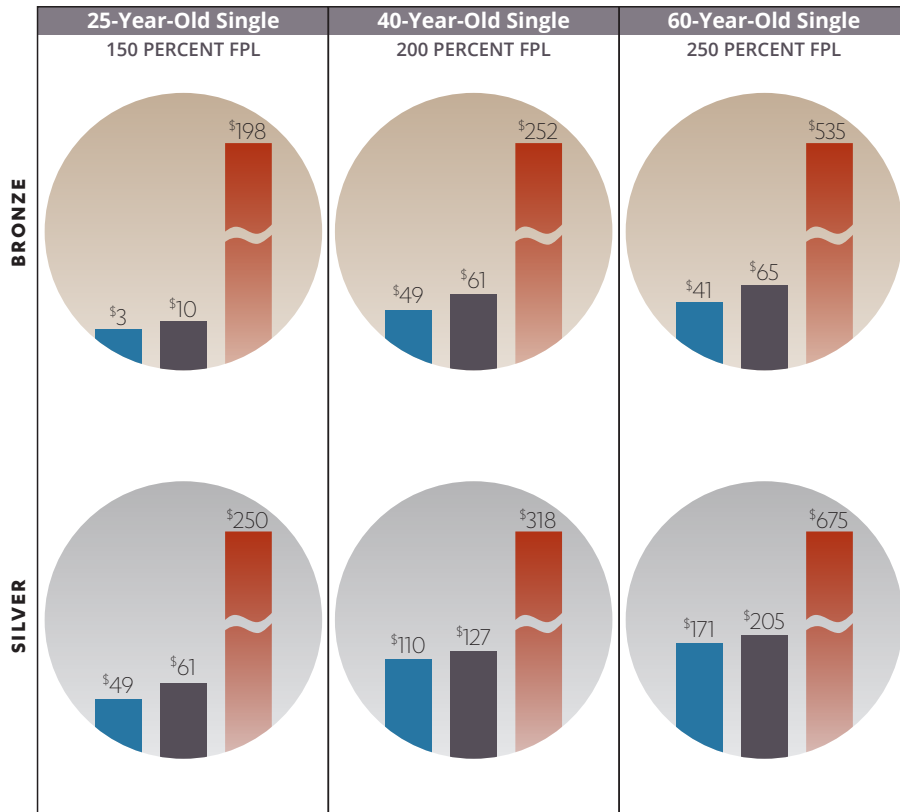 25-Year-Old Single 40-Year-Old Single 60-Year-Old Single
150 PERCENT FPL 200 PERCENT FPL 250 PERCENT FPL
BRONZE
$198 $252 $535
$3 $10 $49 $61 $41 $65
SILVER
$250 $318 $675
$49 $61 $110 $127 $171 $205